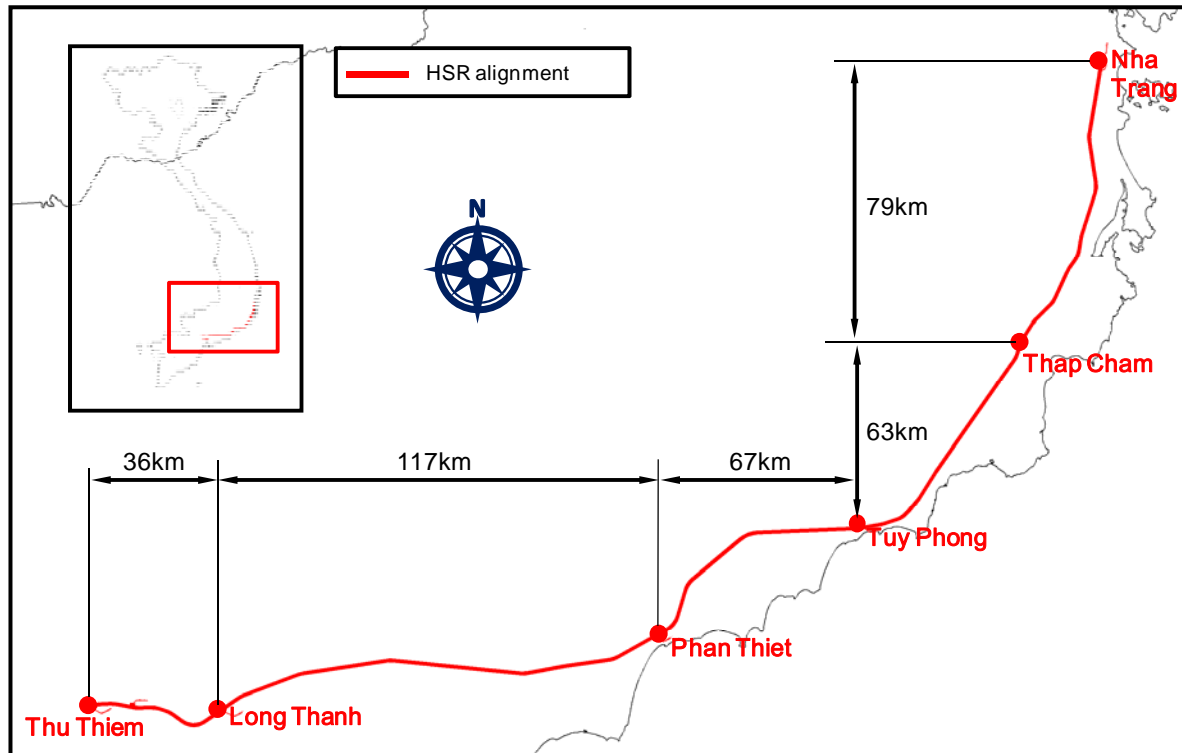 HSR alignment
Nha
Trang
N
79km
Thap Cham
63km
36km
117km
67km
Tuy Phong
Phan Thiet
Long Thanh
Thu Thiem